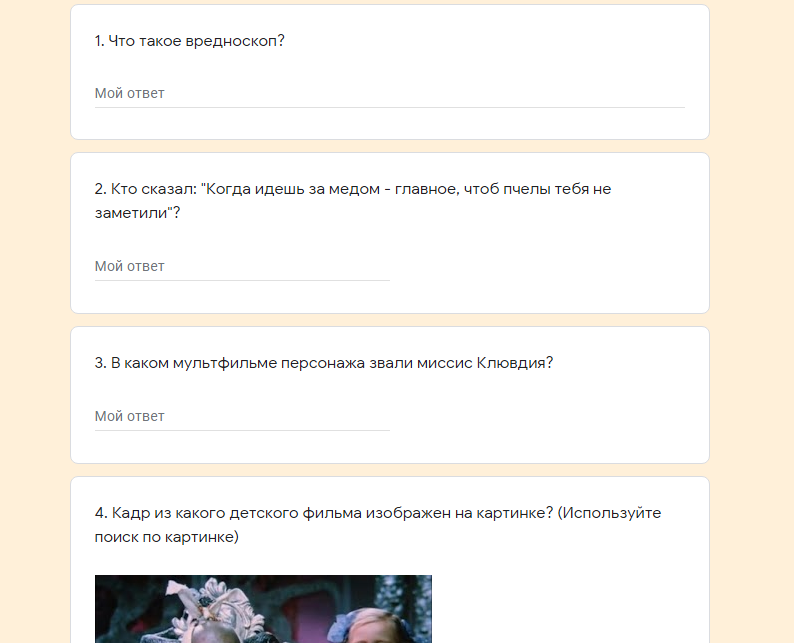 1. Что такое вредноскоп?
Мой ответ
2. Кто сказал: "Когда идешь за медом - главное, чтоб пчелы тебя не
заметили"?
Мой ответ
3. В каком мультфильме персонажа звали миссис Клювдия?
Мой ответ
4. Кадр из какого детского фильма изображен на картинке? (Используйте
поиск по картинке)